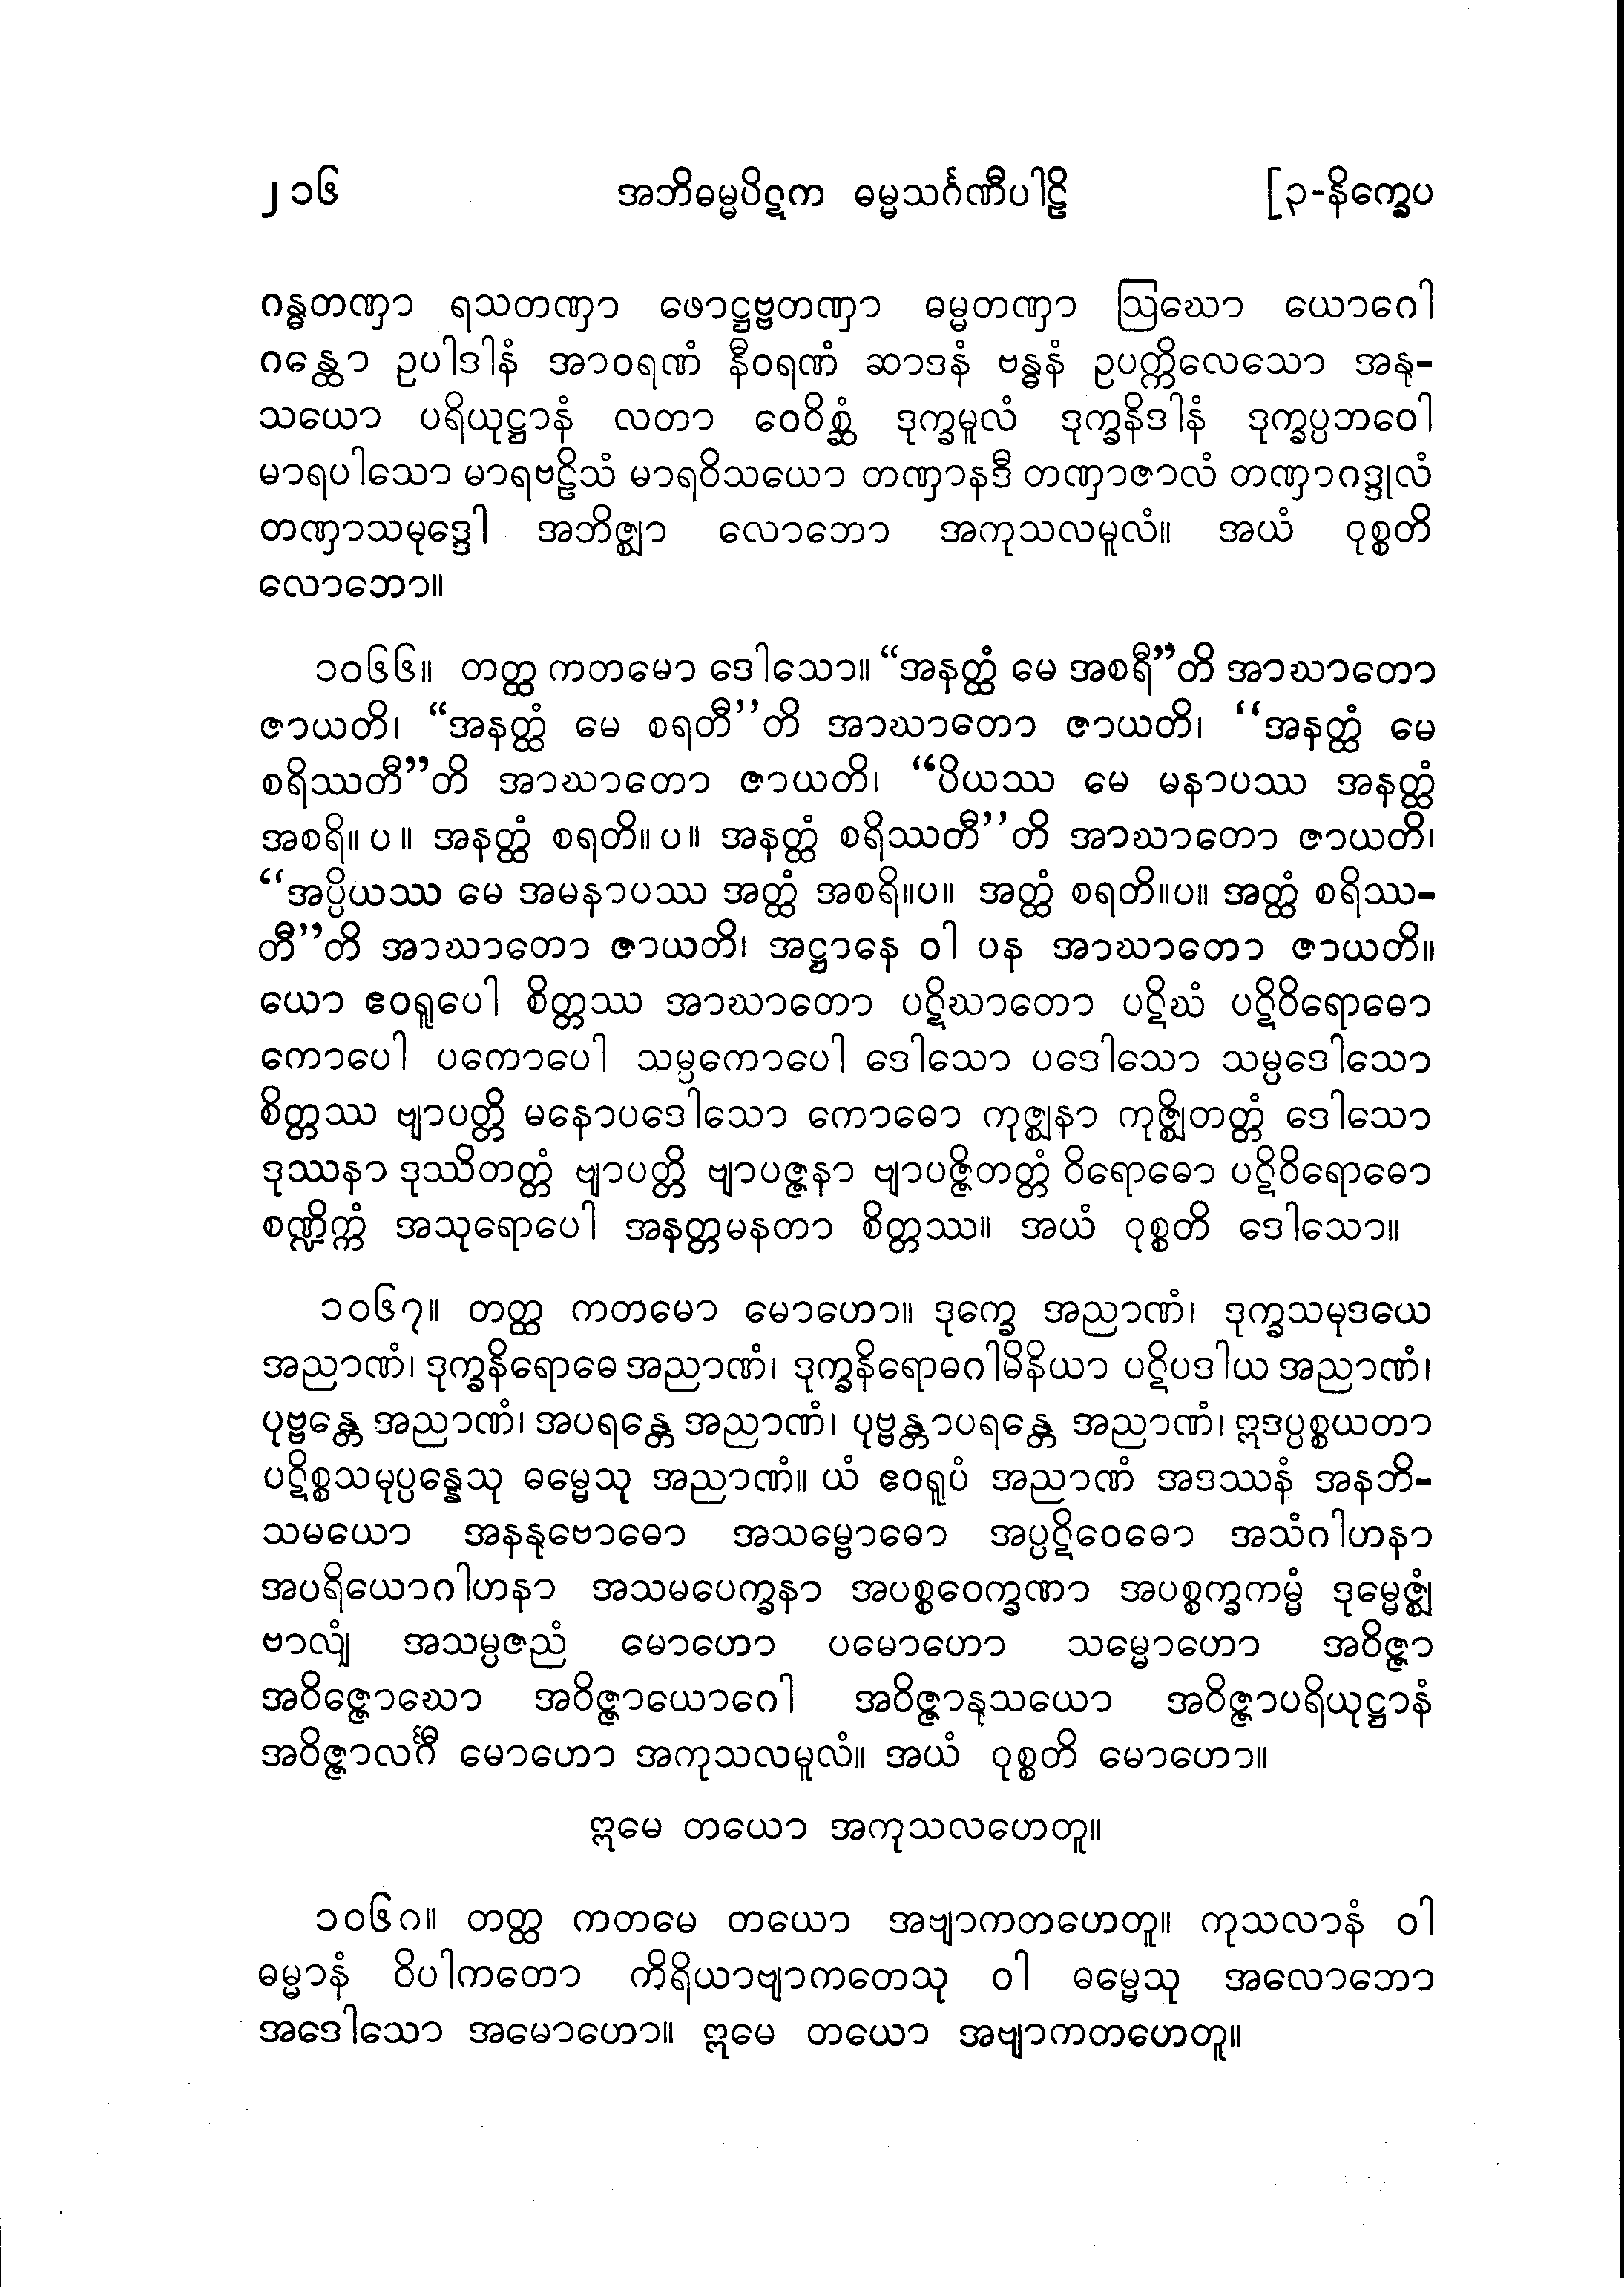 ၂၁၆ အဘိဓမ္မပိဋက ဓမ္မသင်္ဂဏီပါဠိ [၃-နိက္ခေပ
ဂန္ဓတဏှာ ရသတဏှာ ဖောဋ္ဌဗ္ဗတဏှာ ဓမ္မတဏှာ ဩဃော ယောဂေါ
ဂန္ထော ဥပါဒါနံ အာဝရဏံ နီဝရဏံ ဆာဒနံ ဗန္ဓနံ ဥပက္ကိလေသော အနု-
သယော ပရိယုဋ္ဌာနံ လတာ ဝေဝိစ္ဆံ ဒုက္ခမူလံ ဒုက္ခနိဒါနံ ဒုက္ခပ္ပဘဝေါ
မာရပါသော မာရဗဠိသံ မာရဝိသယော တဏှာနဒီ တဏှာဇာလံ တဏှာဂဒ္ဒုလံ
တဏှာသမုဒ္ဒေါ အဘိဇ္ဈာ လောဘော အကုသလမူလံ။ အယံ ဝုစ္စတိ
လောဘော။
၁၀၆၆။ တတ္ထ ကတမော ဒေါသော။ “အနတ္ထံ မေ အစရီ”တိ အာဃာတော
ဇာယတိ၊ “အနတ္ထံ မေ စရတီ’’တိ အာဃာတော ဇာယတိ၊ ‘‘အနတ္ထံ မေ
စရိဿတီ”တိ အာဃာတော ဇာယတိ၊ “ပိယဿ မေ မနာပဿ အနတ္ထံ
အစရိ။ ပ။ အနတ္ထံ စရတိ။ ပ။ အနတ္ထံ စရိဿတီ’’တိ အာဃာတော ဇာယတိ၊
‘‘အပ္ပိယဿ မေ အမနာပဿ အတ္ထံ အစရိ။ပ။ အတ္ထံ စရတိ။ပ။ အတ္ထံ စရိဿ-
တီ”တိ အာဃာတော ဇာယတိ၊ အဋ္ဌာနေ ဝါ ပန အာဃာတော ဇာယတိ။
ယော ဧဝရူပေါ စိတ္တဿ အာဃာတော ပဋိဃာတော ပဋိဃံ ပဋိဝိရောဓော
ကောပေါ ပကောပေါ သမ္ပကောပေါ ဒေါသော ပဒေါသော သမ္ပဒေါသော
စိတ္တဿ ဗျာပတ္တိ မနောပဒေါသော ကောဓော ကုဇ္ဈနာ ကုဇ္ဈိတတ္တံ ဒေါသော
ဒုဿနာ ဒုဿိတတ္တံ ဗျာပတ္တိ ဗျာပဇ္ဇနာ ဗျာပဇ္ဇိတတ္တံ ဝိရောဓော ပဋိဝိရောဓော
စဏ္ဍိက္ကံ အသုရောပေါ အနတ္တမနတာ စိတ္တဿ။ အယံ ဝုစ္စတိ ဒေါသော။
၁၀၆၇။ တတ္ထ ကတမော မောဟော။ ဒုက္ခေ အညာဏံ၊ ဒုက္ခသမုဒယေ
အညာဏံ၊ ဒုက္ခနိရောဓေ အညာဏံ၊ ဒုက္ခနိရောဓဂါမိနိယာ ပဋိပဒါယ အညာဏံ၊
ပုဗ္ဗန္တေ အညာဏံ၊ အပရန္တေ အညာဏံ၊ ပုဗ္ဗန္တာပရန္တေ အညာဏံ၊ ဣဒပ္ပစ္စယတာ
ပဋိစ္စသမုပ္ပန္နေသု ဓမ္မေသု အညာဏံ။ ယံ ဧဝရူပံ အညာဏံ အဒဿနံ အနဘိ-
သမယော အနနုဗောဓော အသမ္ဗောဓော အပ္ပဋိဝေဓော အသံဂါဟနာ
အပရိယောဂါဟနာ အသမပေက္ခနာ အပစ္စဝေက္ခဏာ အပစ္စက္ခကမ္မံ ဒုမ္မေဇ္ဈံ
ဗာလျံ အသမ္ပဇညံ မောဟော ပမောဟော သမ္မောဟော အဝိဇ္ဇာ
အဝိဇ္ဇောဃော အဝိဇ္ဇာယောဂေါ အဝိဇ္ဇာနုသယော အဝိဇ္ဇာပရိယုဋ္ဌာနံ
အဝိဇ္ဇာလင်္ဂီ မောဟော အကုသလမူလံ။ အယံ ဝုစ္စတိ မောဟော။
ဣမေ တယော အကုသလဟေတူ။
၁၀၆၈။ တတ္ထ ကတမေ တယော အဗျာကတဟေတူ။ ကုသလာနံ ဝါ
ဓမ္မာနံ ဝိပါကတော ကိရိယာဗျာကတေသု ဝါ ဓမ္မေသု အလောဘော
အဒေါသော အမောဟော။ ဣမေ တယော အဗျာကတဟေတူ။